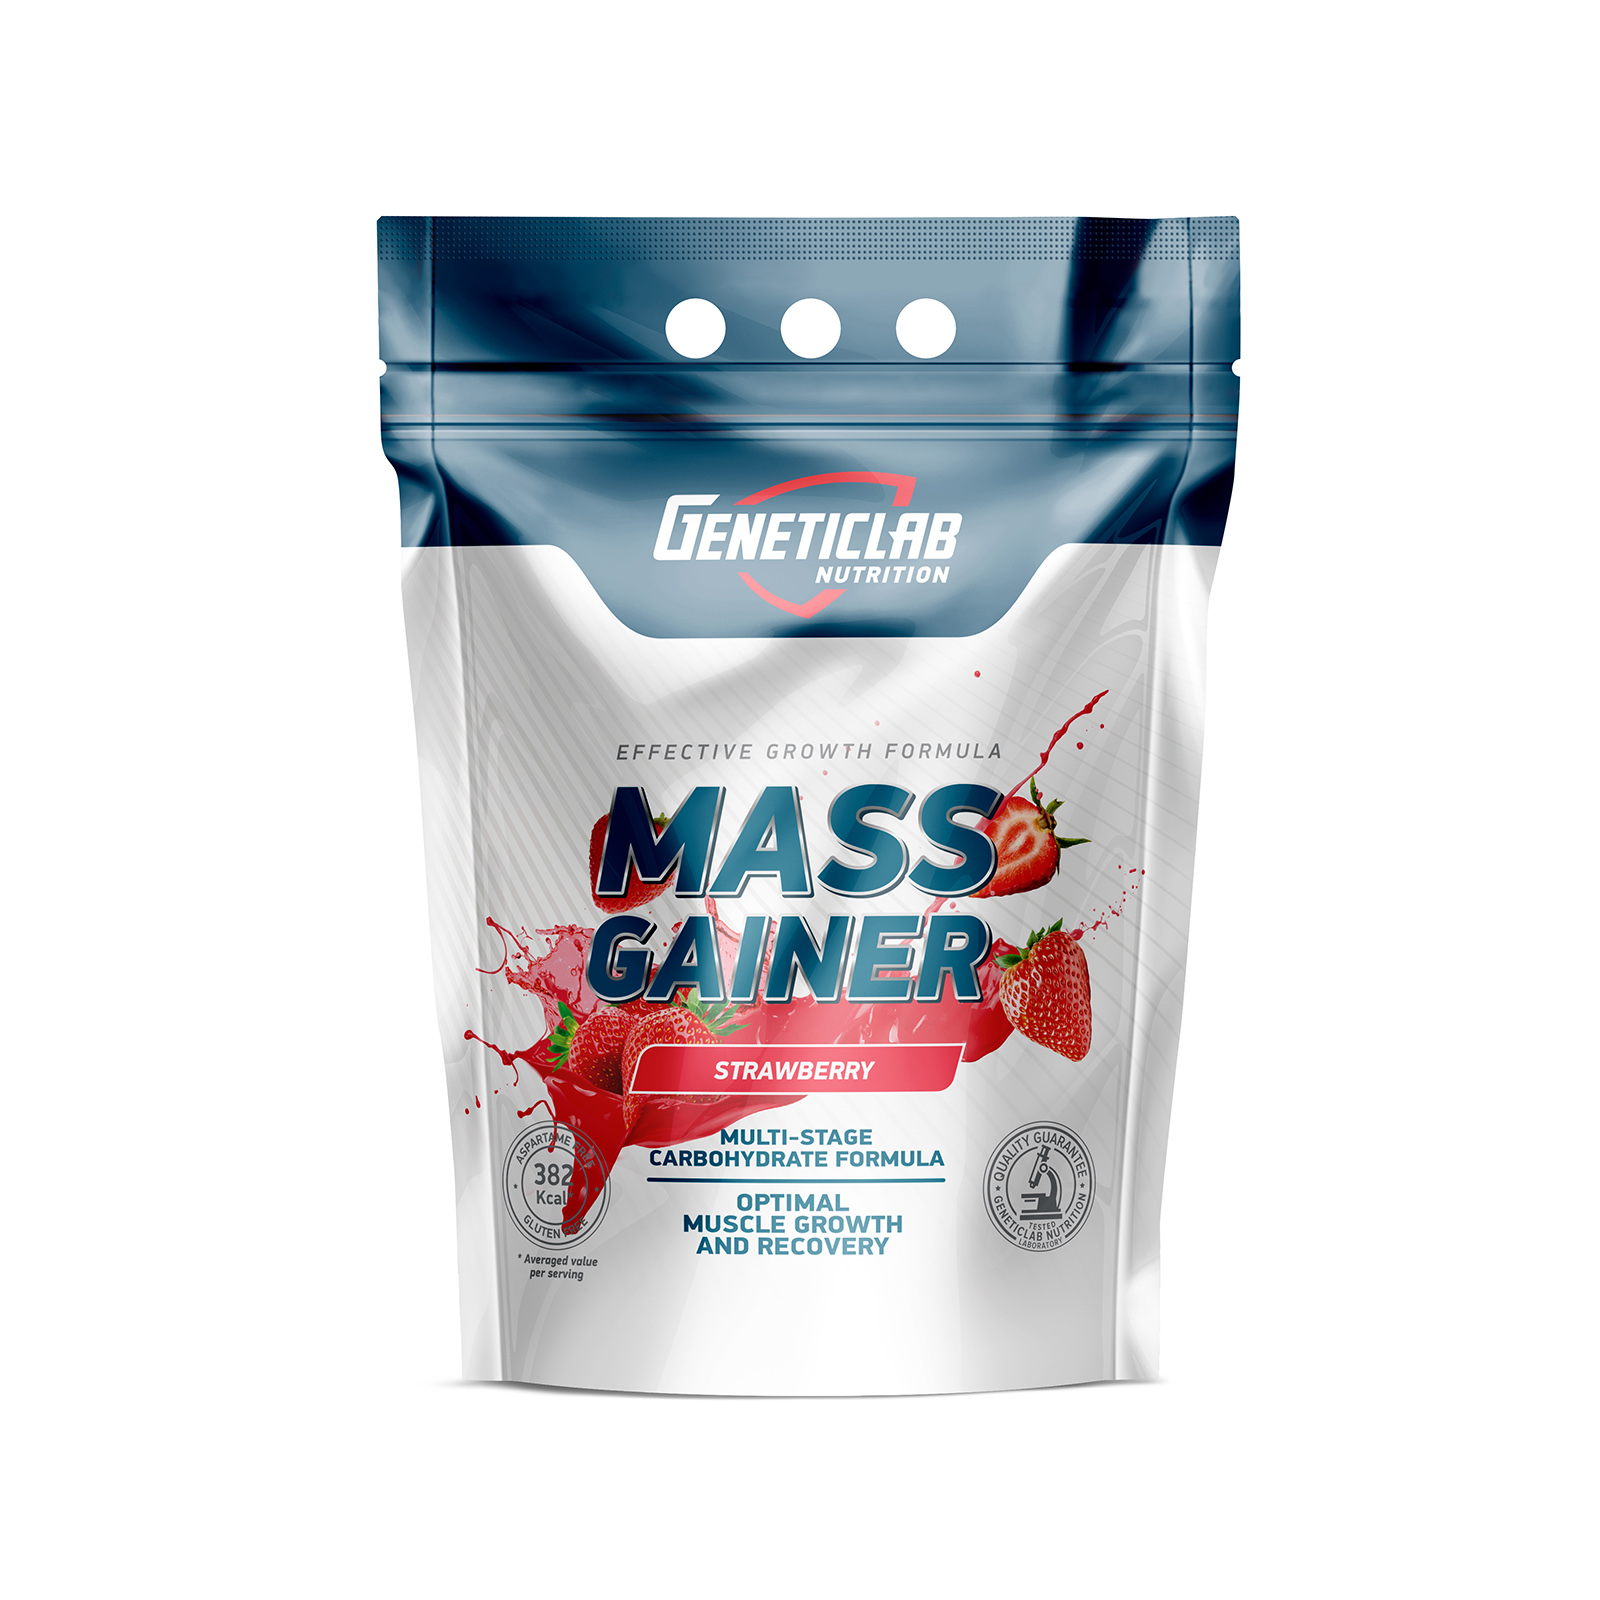 GENETICLAB
NUTRITION
EFFECTIVE GROWTH FORMULA
MASS
GAINER
STRAWBERRY
MULTI-STAGE
CARBOHYDRATE FORMULA
OPTIMAL
MUSCLE GROWTH
AND RECOVERY
ASPARTAME FREE
382
Kcal*
GLUTEN FREE
* Averaged value
per serving
QUALITY GUARANTEE
TESTED
GENETICLAB NUTRITION
LABORATORY